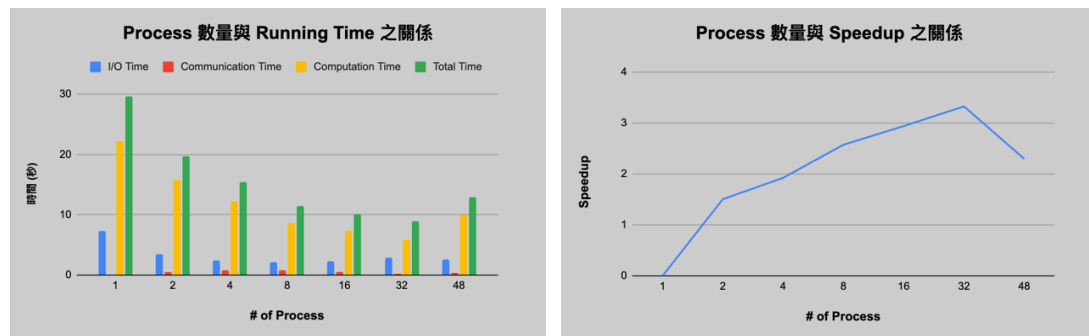 Process 數量與 Running Time 之關係
I/O Time Communication Time Computation Time Total Time
時間 (秒)
30
20
10
0
1 2 4 8 16 32 48
# of Process
Process 數量與 Speedup 之關係
Speedup
4
3
2
1
0
1 2 4 8 16 32 48
# of Process